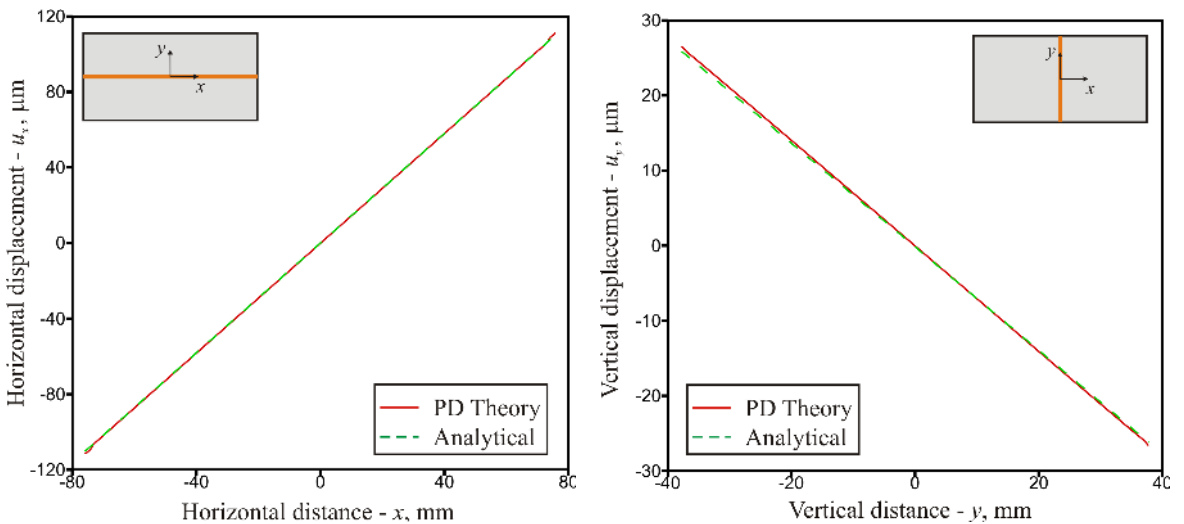 120
80
40
0
-40
-80
-120
-80
-40
0
40
80
Horizontal displacement - uₓ, μm
Horizontal distance - x, mm
y
x
PD Theory
Analytical
30
20
10
0
-10
-20
-30
-40
-20
0
20
40
Vertical displacement - uᵧ, μm
Vertical distance - y, mm
y
x
PD Theory
Analytical